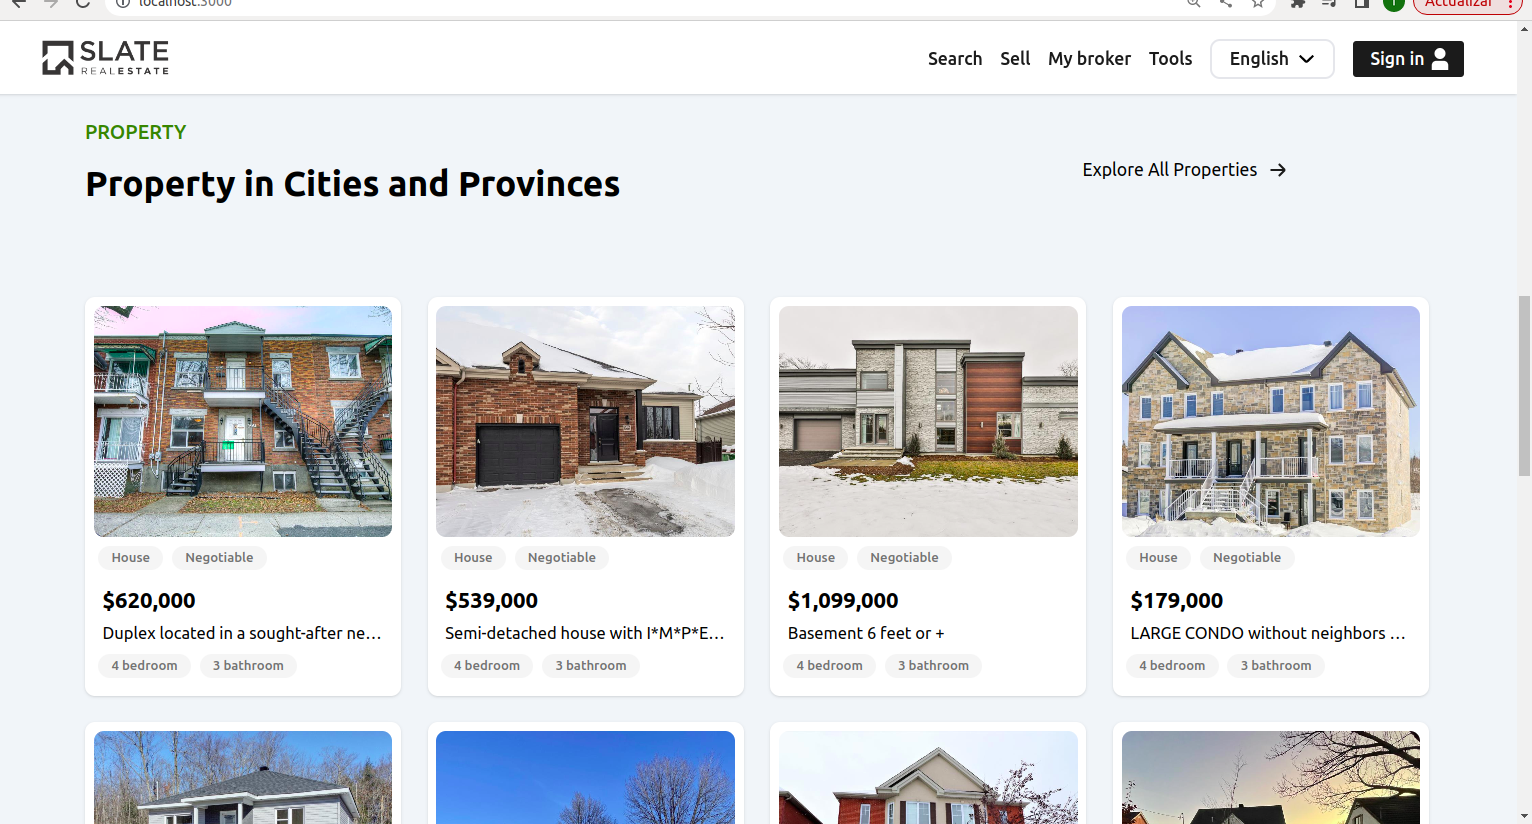 localhost:3000
Actualizar
SLATE
REALESTATE
Search Sell My broker Tools English Sign in
PROPERTY
Property in Cities and Provinces
Explore All Properties
House Negotiable
$620,000
Duplex located in a sought-after ne...
4 bedroom 3 bathroom
House Negotiable
$539,000
Semi-detached house with I*M*P*E...
4 bedroom 3 bathroom
House Negotiable
$1,099,000
Basement 6 feet or +
4 bedroom 3 bathroom
House Negotiable
$179,000
LARGE CONDO without neighbors ...
4 bedroom 3 bathroom